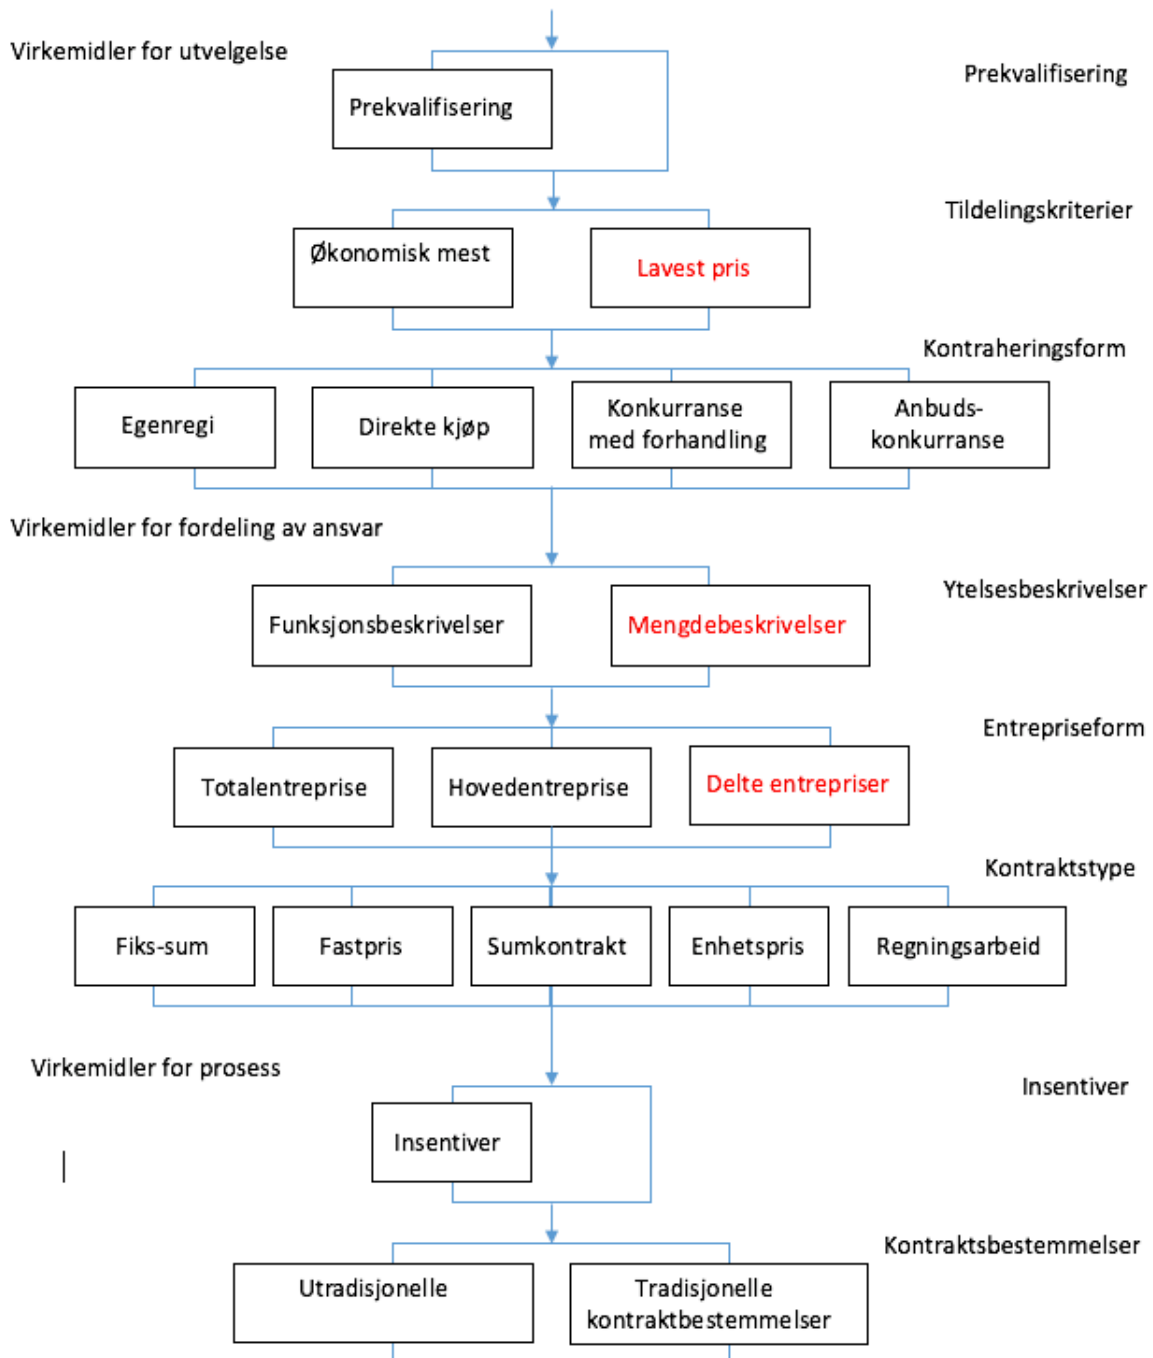 Virkemidler for utvelgelse
Prekvalifisering
Prekvalifisering
Tildelingskriterier
Økonomisk mest
Lavest pris
Kontraheringsform
Egenregi
Direkte kjøp
Konkurranse
med forhandling
Anbuds-
konkurranse
Virkemidler for fordeling av ansvar
Ytelsesbeskrivelser
Funksjonsbeskrivelser
Mengdebeskrivelser
Entrepriseform
Totalentreprise
Hovedentreprise
Delte entrepriser
Kontraktstype
Fiks-sum
Fastpris
Sumkontrakt
Enhetspris
Regningsarbeid
Virkemidler for prosess
Insentiver
Insentiver
Kontraktsbestemmelser
Utradisjonelle
Tradisjonelle
kontraktbestemmelser